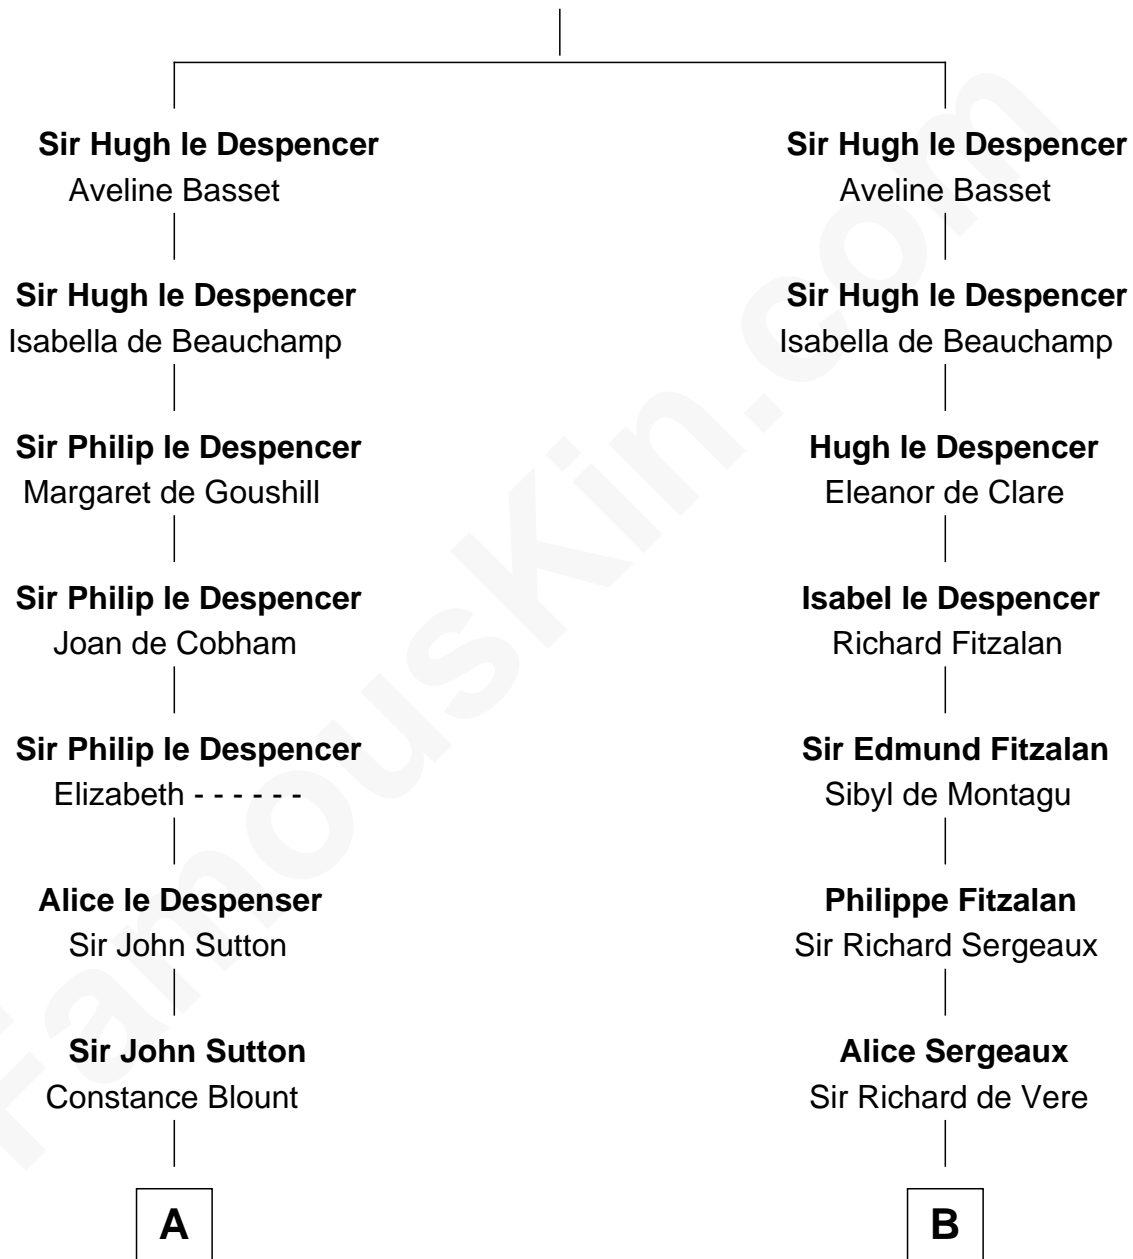 Sir Hugh le Despencer
Aveline Basset
Sir Hugh le Despencer
Isabella de Beauchamp
Sir Philip le Despencer
Margaret de Goushill
Sir Philip le Despencer
Joan de Cobham
Sir Philip le Despencer
Elizabeth - - - - - -
Alice le Despenser
Sir John Sutton
Sir John Sutton
Constance Blount
A
Sir Hugh le Despencer
Aveline Basset
Sir Hugh le Despencer
Isabella de Beauchamp
Hugh le Despencer
Eleanor de Clare
Isabel le Despencer
Richard Fitzalan
Sir Edmund Fitzalan
Sibyl de Montagu
Philippe Fitzalan
Sir Richard Sergeaux
Alice Sergeaux
Sir Richard de Vere
B
FamousKin.com